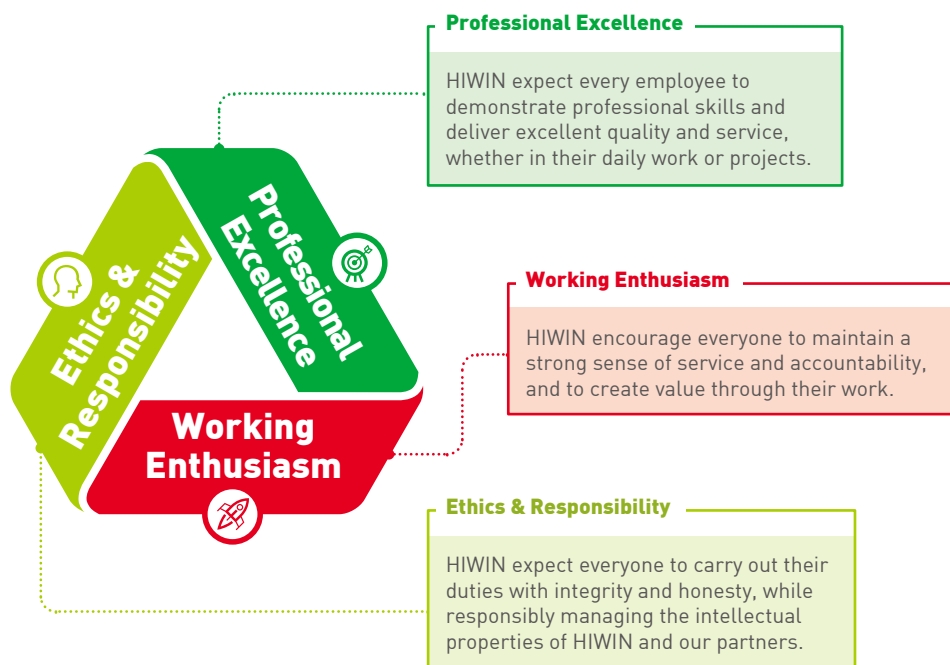 Professional Excellence
HIWIN expect every employee to
demonstrate professional skills and
deliver excellent quality and service,
whether in their daily work or projects.
Professional
Excellence
Ethics &
Responsibility
Working
Enthusiasm
Working Enthusiasm
HIWIN encourage everyone to maintain a
strong sense of service and accountability,
and to create value through their work.
Ethics & Responsibility
HIWIN expect everyone to carry out their
duties with integrity and honesty, while
responsibly managing the intellectual
properties of HIWIN and our partners.